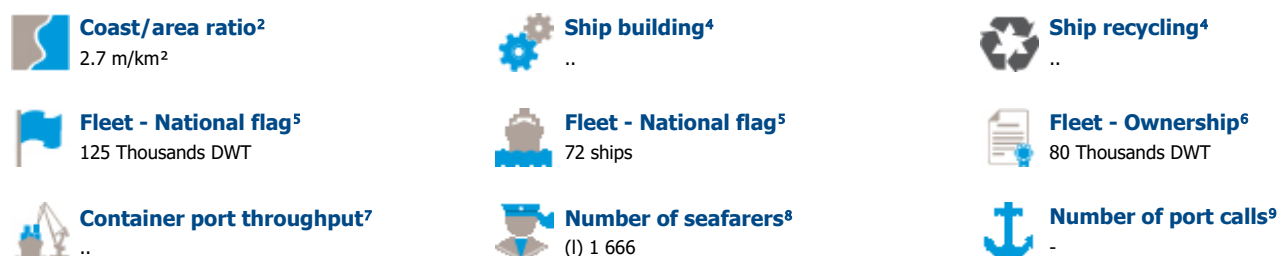 Coast/area ratio²
2.7 m/km²
Ship building⁴
..
Ship recycling⁴
..
Fleet - National flag⁵
125 Thousands DWT
Fleet - National flag⁵
72 ships
Fleet - Ownership⁶
80 Thousands DWT
Container port throughput⁷
..
Number of seafarers⁸
(l) 1 666
Number of port calls⁹
-